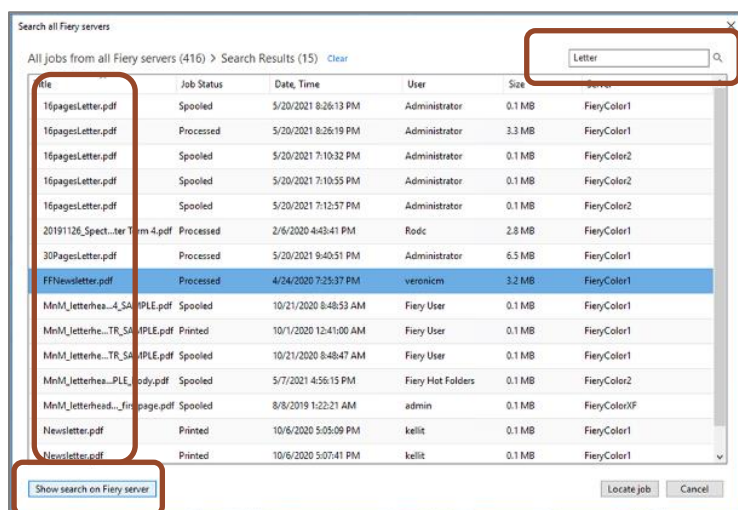 Search all Fiery servers
All jobs from all Fiery servers (416) > Search Results (15) Clear Letter
Title Job Status Date, Time User Size Server
16pagesLetter.pdf Spooled 5/20/2021 8:26:13 PM Administrator 0.1 MB FieryColor1
16pagesLetter.pdf Processed 5/20/2021 8:26:19 PM Administrator 3.3 MB FieryColor1
16pagesLetter.pdf Spooled 5/20/2021 7:10:32 PM Administrator 0.1 MB FieryColor2
16pagesLetter.pdf Spooled 5/20/2021 7:10:55 PM Administrator 0.1 MB FieryColor2
16pagesLetter.pdf Spooled 5/20/2021 7:12:57 PM Administrator 0.1 MB FieryColor2
20191126_Spect...ter Term 4.pdf Processed 2/6/2020 4:43:41 PM Rodc 2.8 MB FieryColor1
30PagesLetter.pdf Processed 5/20/2021 9:40:51 PM Administrator 6.5 MB FieryColor1
FFNewsletter.pdf Processed 4/24/2020 7:25:37 PM veronicm 3.2 MB FieryColor1
MnM_letterhea...4_SAMPLE.pdf Spooled 10/21/2020 8:48:53 AM Fiery User 0.1 MB FieryColor1
MnM_letterhe...TR_SAMPLE.pdf Printed 10/1/2020 12:41:00 AM Fiery User 0.1 MB FieryColor1
MnM_letterhe...TR_SAMPLE.pdf Spooled 10/21/2020 8:48:47 AM Fiery User 0.1 MB FieryColor1
MnM_letterhea...PLE_body.pdf Spooled 5/7/2021 4:56:15 PM Fiery Hot Folders 0.1 MB FieryColor2
MnM_letterhead..._firstpage.pdf Spooled 8/8/2019 1:22:21 AM admin 0.1 MB FieryColorXF
Newsletter.pdf Printed 10/6/2020 5:05:09 PM kellit 0.1 MB FieryColor1
Newsletter.pdf Printed 10/6/2020 5:07:41 PM kellit 0.1 MB FieryColor1
Show search on Fiery server Locate job Cancel